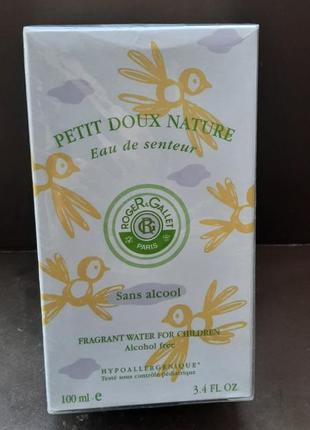 PETIT DOUX NATURE
Eau de senteur
ROGER & GALLET
PARIS
Sans alcool
FRAGRANT WATER FOR CHILDREN
Alcohol free
HYPOALLERGENIQUE*
Testé sous contrôle pédiatrique
100 ml e
3.4 FL OZ